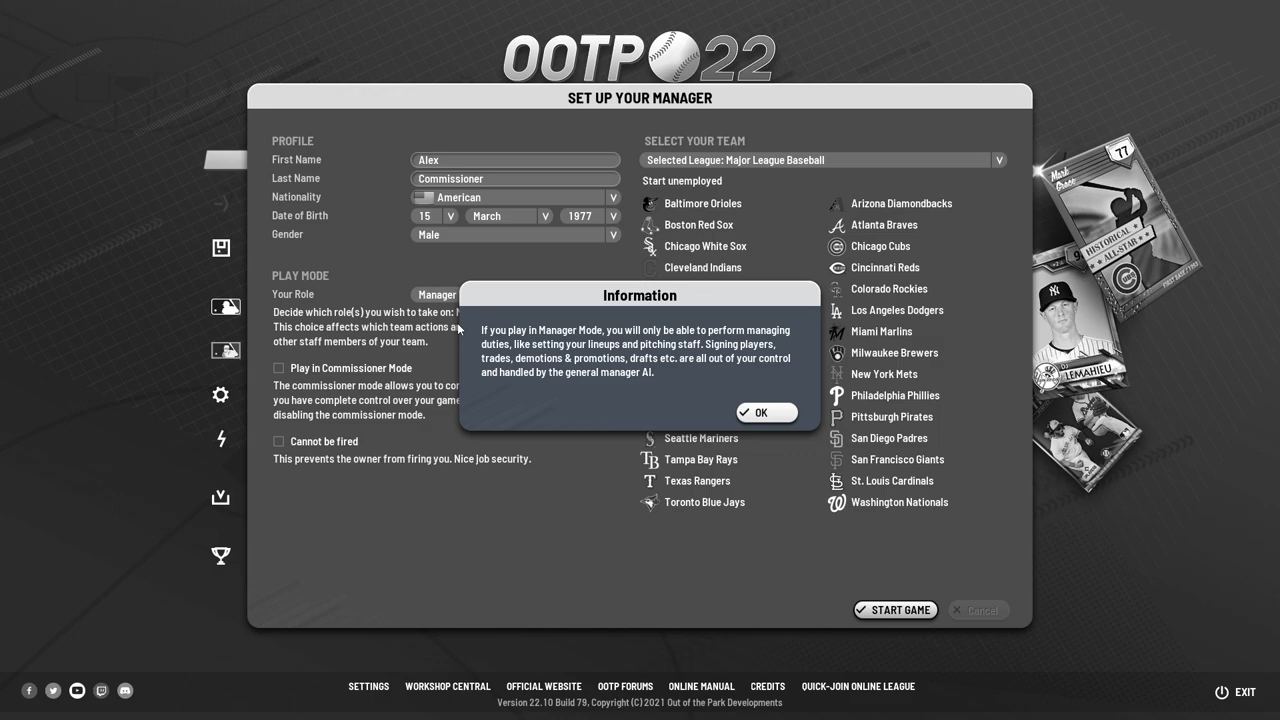 OOTP 22
SET UP YOUR MANAGER
PROFILE
First Name
Alex
Last Name
Commissioner
Nationality
American
Date of Birth
15
March
1977
Gender
Male
PLAY MODE
Your Role
Manager
Decide which role(s) you wish to take on:
This choice affects which team actions
other staff members of your team.
Play in Commissioner Mode
The commissioner mode allows you to
you have complete control over your game
disabling the commissioner mode.
Cannot be fired
This prevents the owner from firing you. Nice job security.
SELECT YOUR TEAM
Selected League: Major League Baseball
Start unemployed
Baltimore Orioles
Boston Red Sox
Chicago White Sox
Cleveland Indians
Seattle Mariners
Tampa Bay Rays
Texas Rangers
Toronto Blue Jays
Arizona Diamondbacks
Atlanta Braves
Chicago Cubs
Cincinnati Reds
Colorado Rockies
Los Angeles Dodgers
Miami Marlins
Milwaukee Brewers
New York Mets
Philadelphia Phillies
Pittsburgh Pirates
San Diego Padres
San Francisco Giants
St. Louis Cardinals
Washington Nationals
Information
If you play in Manager Mode, you will only be able to perform managing
duties, like setting your lineups and pitching staff. Signing players,
trades, demotions & promotions, drafts etc. are all out of your control
and handled by the general manager AI.
OK
START GAME
Cancel
77
Mark
Grace
HISTORICAL
ALL-STAR
LEMAHIEU
SETTINGS
WORKSHOP CENTRAL
OFFICIAL WEBSITE
OOTP FORUMS
ONLINE MANUAL
CREDITS
QUICK-JOIN ONLINE LEAGUE
Version 22.10 Build 79, Copyright (C) 2021 Out of the Park Developments
EXIT